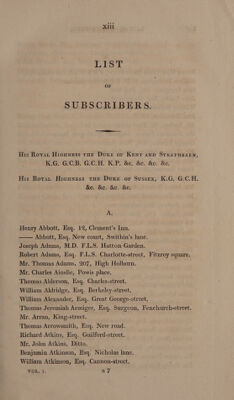 xiii
LIST
OF
SUBSCRIBERS.
His Royal Highness the Duke of Kent and Strathearn,
K.G. G.C.B. G.C.H. K.P. &c. &c. &c. &c.
His Royal Highness the Duke of Sussex, K.G. G.C.H.
&c. &c. &c. &c.
A.
Henry Abbott, Esq. 12, Clement's Inn.
—— Abbott, Esq. New court, Swithin's lane.
Joseph Adams, M.D. F.L.S. Hatton-Garden.
Robert Adams, Esq. F.L.S. Charlotte-street, Fitzroy square.
Mr. Thomas Adams, 207, High Holborn.
Mr. Charles Ainslie, Powis place.
Thomas Alderson, Esq. Charles-street.
William Aldridge, Esq. Berkeley-street.
William Alexander, Esq. Great George-street.
Thomas Jeremiah Armiger, Esq. Surgeon, Fenchurch-street.
Mr. Arran, King-street.
Thomas Arrowsmith, Esq. New road.
Richard Atkins, Esq. Guilford-street.
Mr. John Atkins, Ditto.
Benjamin Atkinson, Esq. Nicholas lane.
William Atkinson, Esq. Cannon-street.
VOL. I. a 7